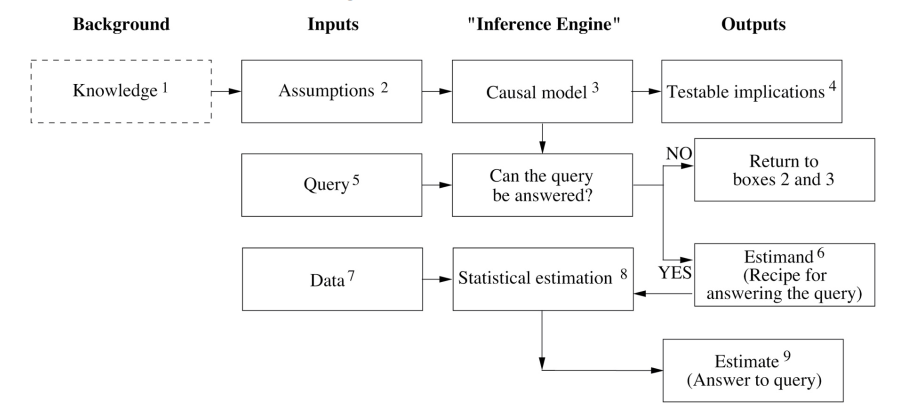 Background Inputs "Inference Engine" Outputs
Knowledge 1 Assumptions 2 Causal model 3 Testable implications 4
Query 5
Can the query
be answered?
NO
Return to
boxes 2 and 3
Data 7
Statistical estimation 8
YES
Estimand 6
(Recipe for
answering the query)
Estimate 9
(Answer to query)